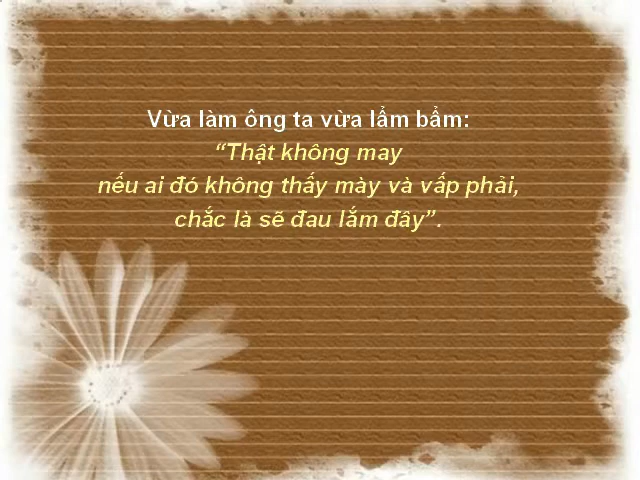 Vừa làm ông ta vừa lẩm bẩm:
“Thật không may
nếu ai đó không thấy mày và vấp phải,
chắc là sẽ đau lắm đây”.